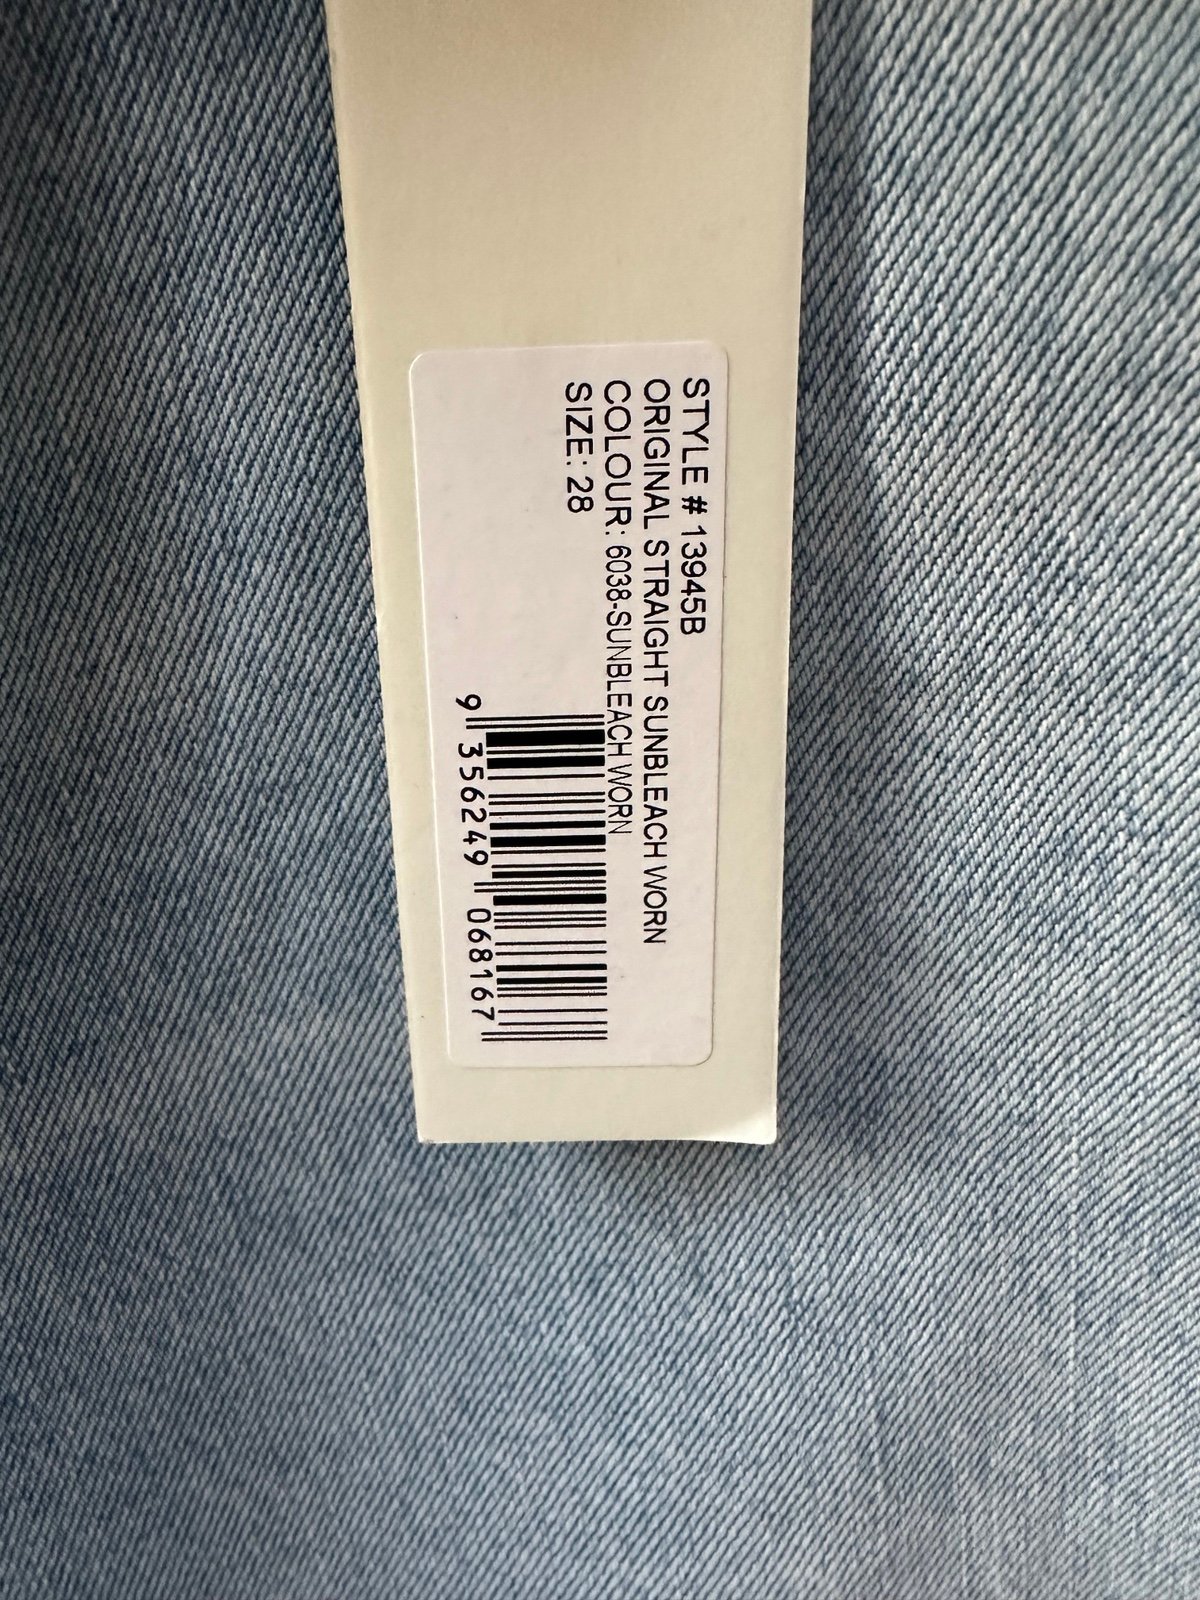 STYLE # 13945B
ORIGINAL STRAIGHT SUNBLEACH WORN
COLOUR: 6038-SUNBLEACH WORN
SIZE: 28
9 356249 068167